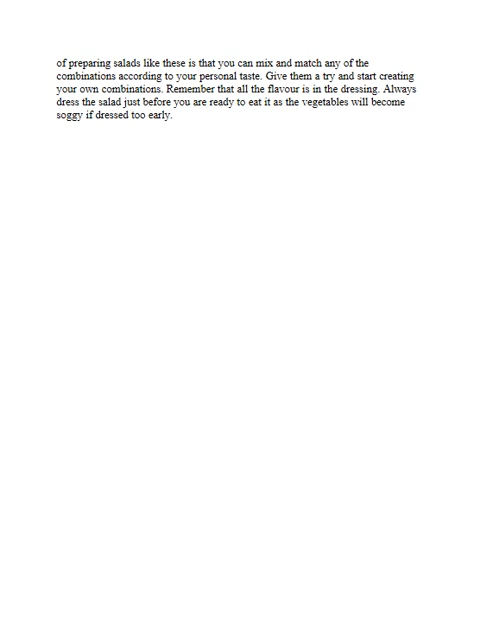 of preparing salads like these is that you can mix and match any of the
combinations according to your personal taste. Give them a try and start creating
your own combinations. Remember that all the flavour is in the dressing. Always
dress the salad just before you are ready to eat it as the vegetables will become
soggy if dressed too early.